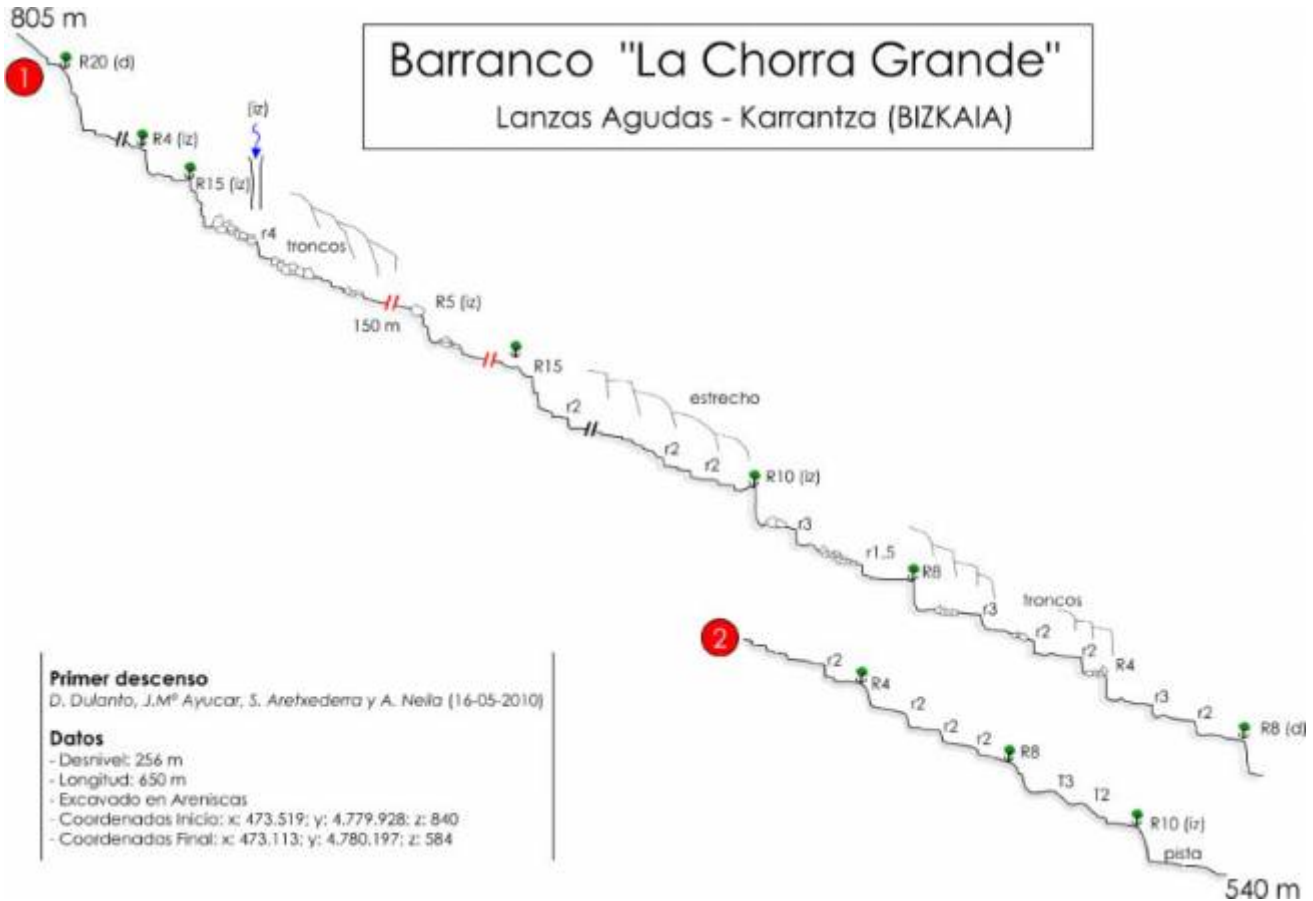 805 m
Barranco "La Chorra Grande"
Lanzas Agudas - Karrantza (BIZKAIA)
1
R20 (d)
(iz)
R4 (iz)
R15 (iz)
r4
troncos
150 m
R5 (iz)
R15
r2
estrecho
r2
r2
R10 (iz)
r3
r1,5
R8
r3
troncos
r2
r2
R4
r3
r2
R8 (d)
2
r2
R4
r2
r2
r2
R8
T3
T2
R10 (iz)
pista
540 m
Primer descenso
D. Dulanto, J.Mª Ayucar, S. Aretxederra y A. Neila (16-05-2010)
Datos
- Desnivel: 256 m
- Longitud: 650 m
- Excavado en Areniscas
- Coordenados Inicio: x: 473.519; y: 4.779.928; z: 840
- Coordenados Final: x: 473.113; y: 4.780.197; z: 584